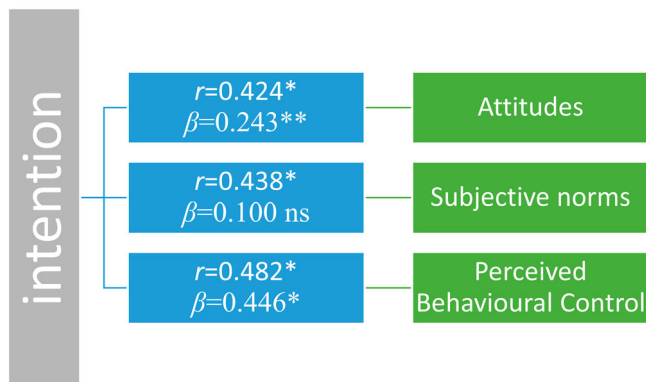 intention
r=0.424*
β=0.243**
Attitudes
r=0.438*
β=0.100 ns
Subjective norms
r=0.482*
β=0.446*
Perceived
Behavioural Control